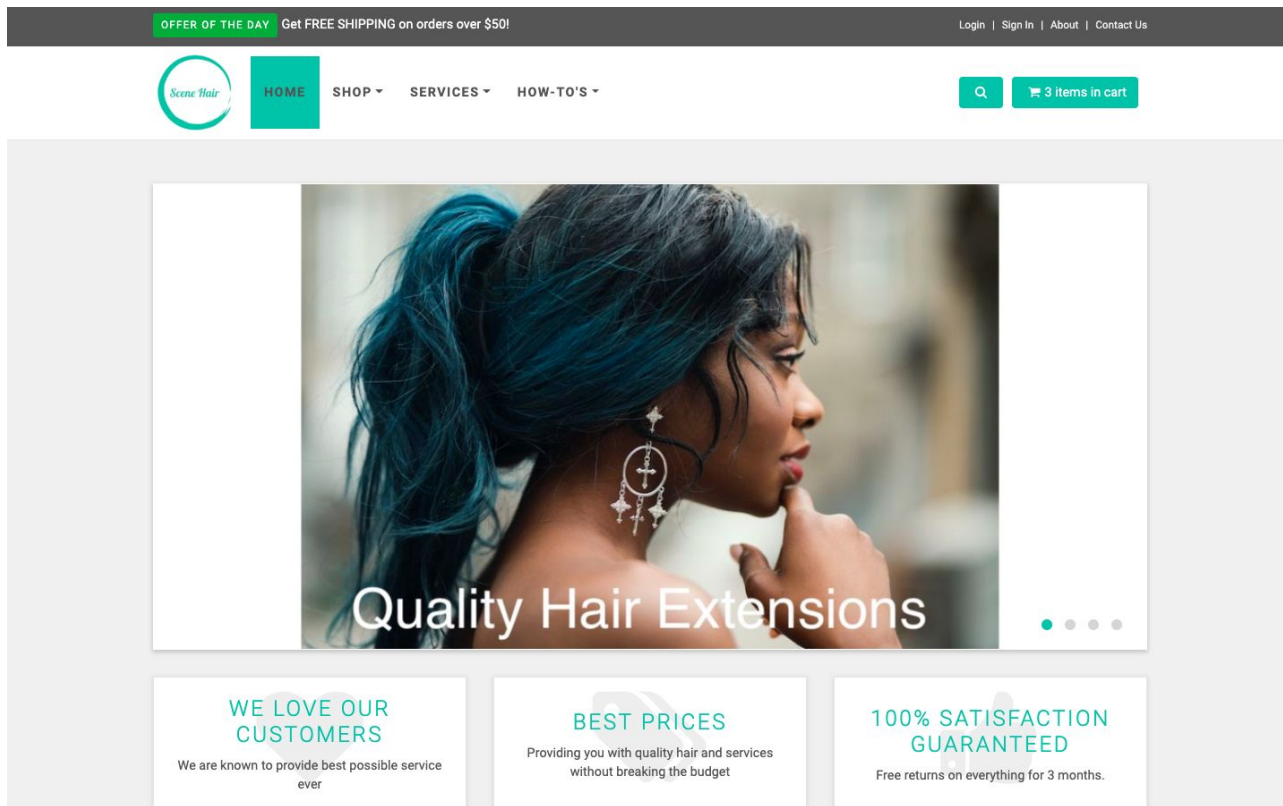 OFFER OF THE DAY Get FREE SHIPPING on orders over $50!
Login | Sign In | About | Contact Us
Scene Hair
HOME SHOP SERVICES HOW-TO'S
3 items in cart
Quality Hair Extensions
WE LOVE OUR
CUSTOMERS
We are known to provide best possible service
ever
BEST PRICES
Providing you with quality hair and services
without breaking the budget
100% SATISFACTION
GUARANTEED
Free returns on everything for 3 months.